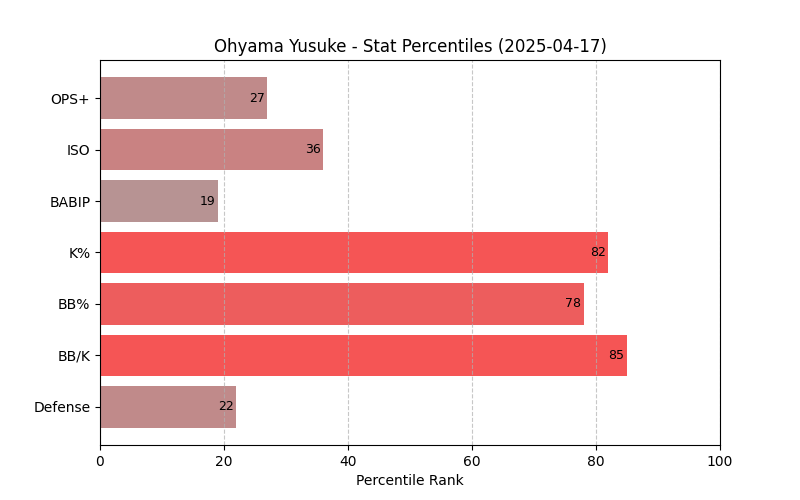 Ohyama Yusuke - Stat Percentiles (2025-04-17)
OPS+ 27
ISO 36
BABIP 19
K% 82
BB% 78
BB/K 85
Defense 22
0 20 40 60 80 100
Percentile Rank